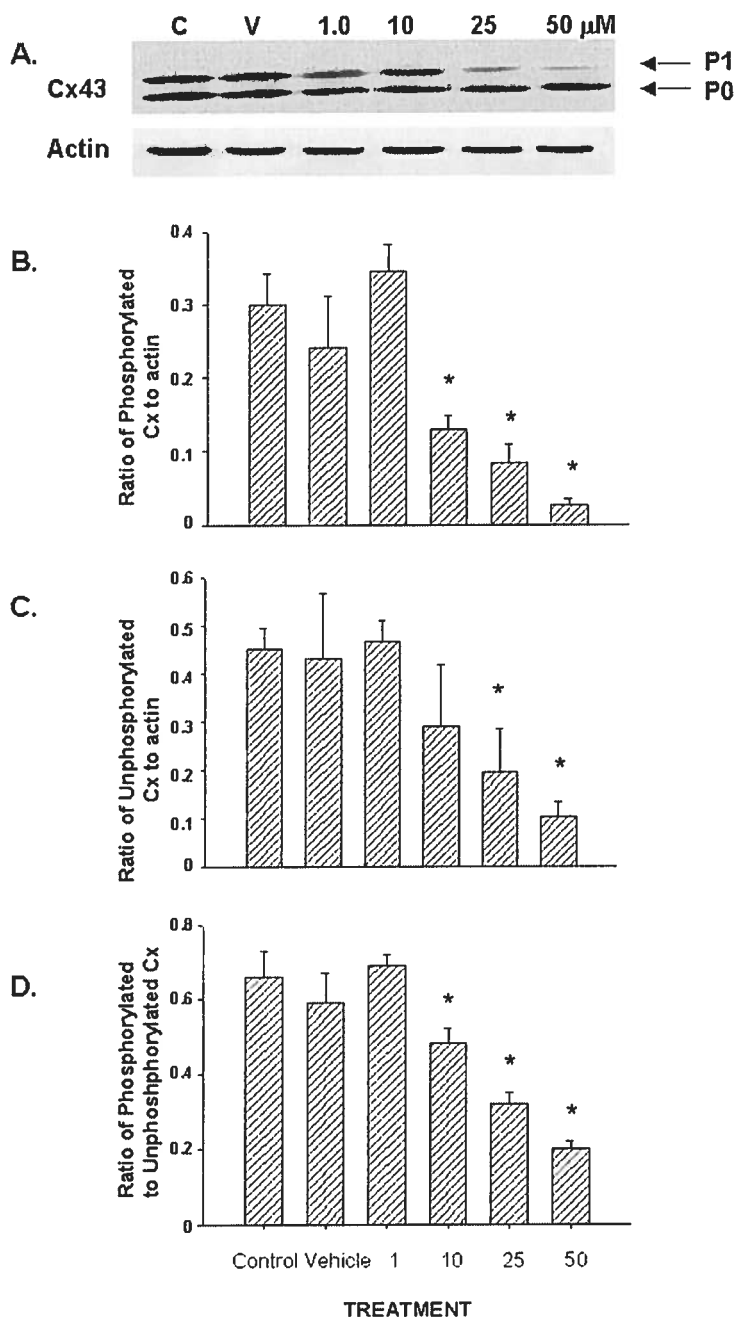 C V 1.0 10 25 50 μM
A.
P1
Cx43
P0
Actin
B.
Ratio of Phosphorylated
Cx to actin
0.4
0.3
0.2
0.1
0
*
*
*
C.
Ratio of Unphosphorylated
Cx to actin
0.6
0.5
0.4
0.3
0.2
0.1
0
*
*
D.
Ratio of Phosphorylated
to Unphoshphorylated Cx
0.8
0.6
0.4
0.2
0
*
*
*
Control Vehicle 1 10 25 50
TREATMENT